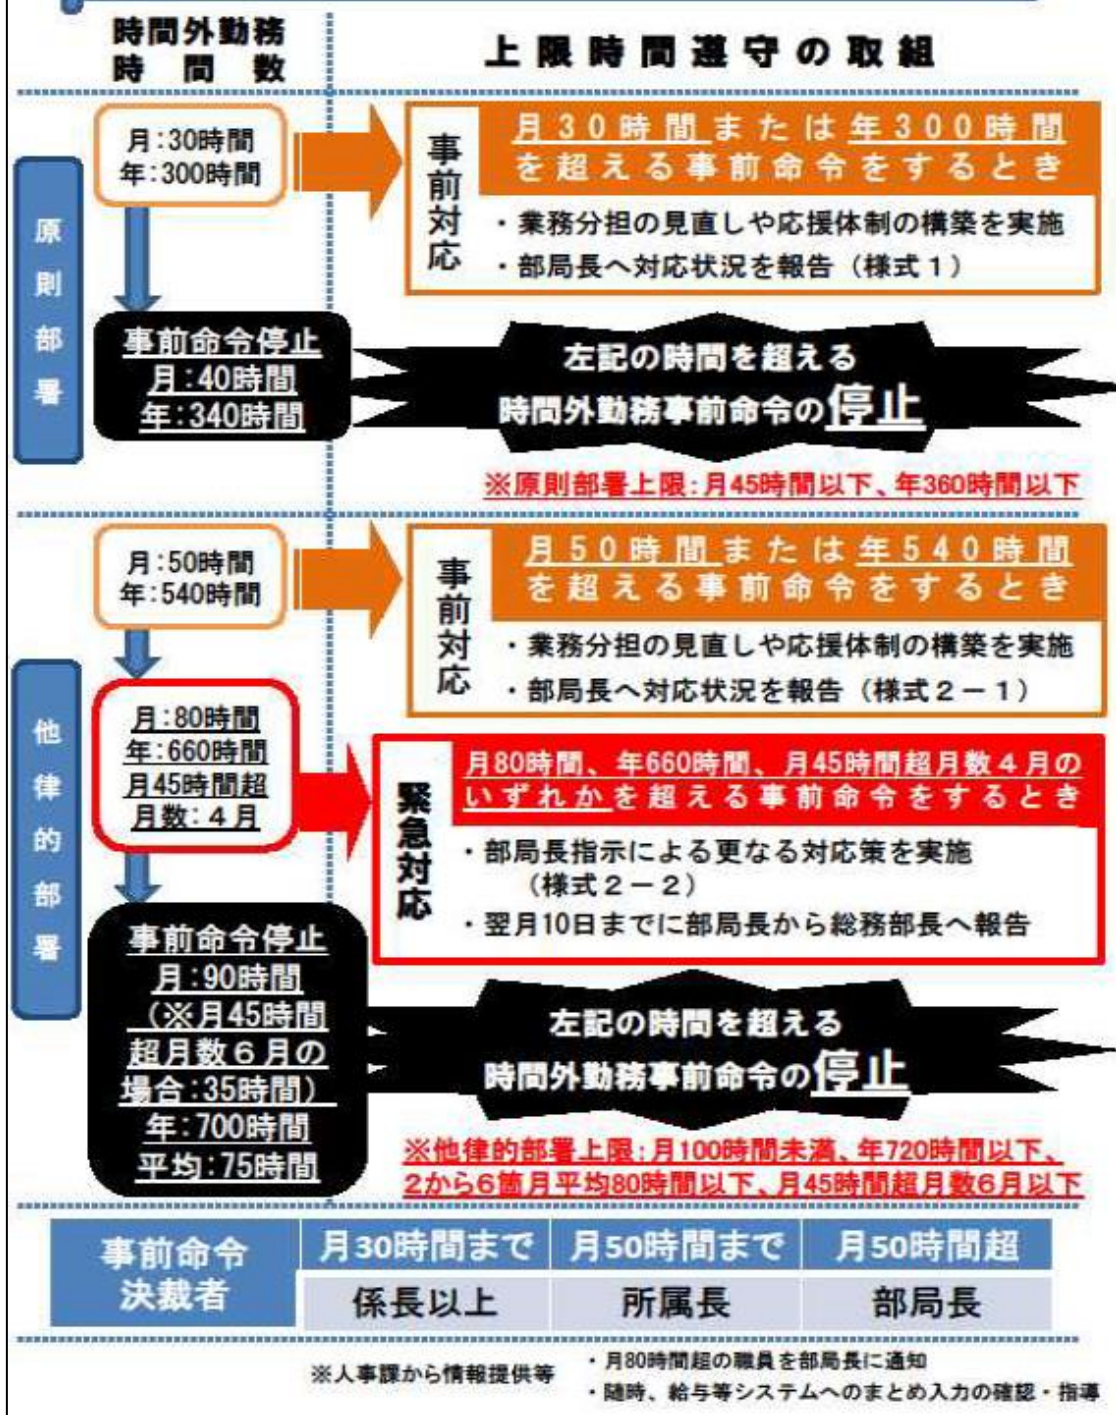 時間外勤務
時間数
上限時間遵守の取組
原則部署
月:30時間
年:300時間
事前対応
月30時間または年300時間
を超える事前命令をするとき
・業務分担の見直しや応援体制の構築を実施
・部局長へ対応状況を報告（様式１）
事前命令停止
月:40時間
年:340時間
左記の時間を超える
時間外勤務事前命令の停止
※原則部署上限:月45時間以下、年360時間以下
他律的部署
月:50時間
年:540時間
事前対応
月50時間または年540時間
を超える事前命令をするとき
・業務分担の見直しや応援体制の構築を実施
・部局長へ対応状況を報告（様式２－１）
月:80時間
年:660時間
月45時間超
月数:４月
緊急対応
月80時間、年660時間、月45時間超月数４月の
いずれかを超える事前命令をするとき
・部局長指示による更なる対応策を実施
（様式２－２）
・翌月10日までに部局長から総務部長へ報告
事前命令停止
月:90時間
（※月45時間
超月数６月の
場合:35時間）
年:700時間
平均:75時間
左記の時間を超える
時間外勤務事前命令の停止
※他律的部署上限:月100時間未満、年720時間以下、
2から6箇月平均80時間以下、月45時間超月数6月以下
事前命令
決裁者
月30時間まで
月50時間まで
月50時間超
係長以上
所属長
部局長
※人事課から情報提供等
・月80時間超の職員を部局長に通知
・随時、給与等システムへのまとめ入力の確認・指導